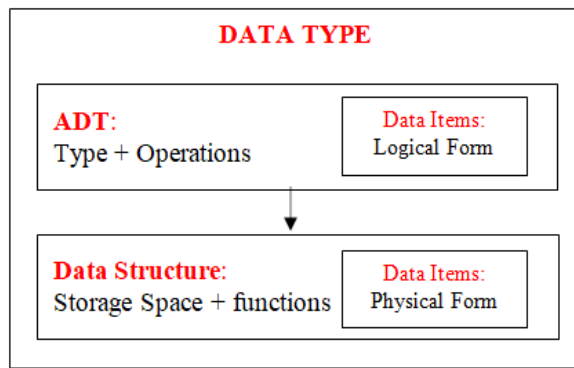 DATA TYPE
ADT:
Type + Operations
Data Items:
Logical Form
Data Structure:
Storage Space + functions
Data Items:
Physical Form